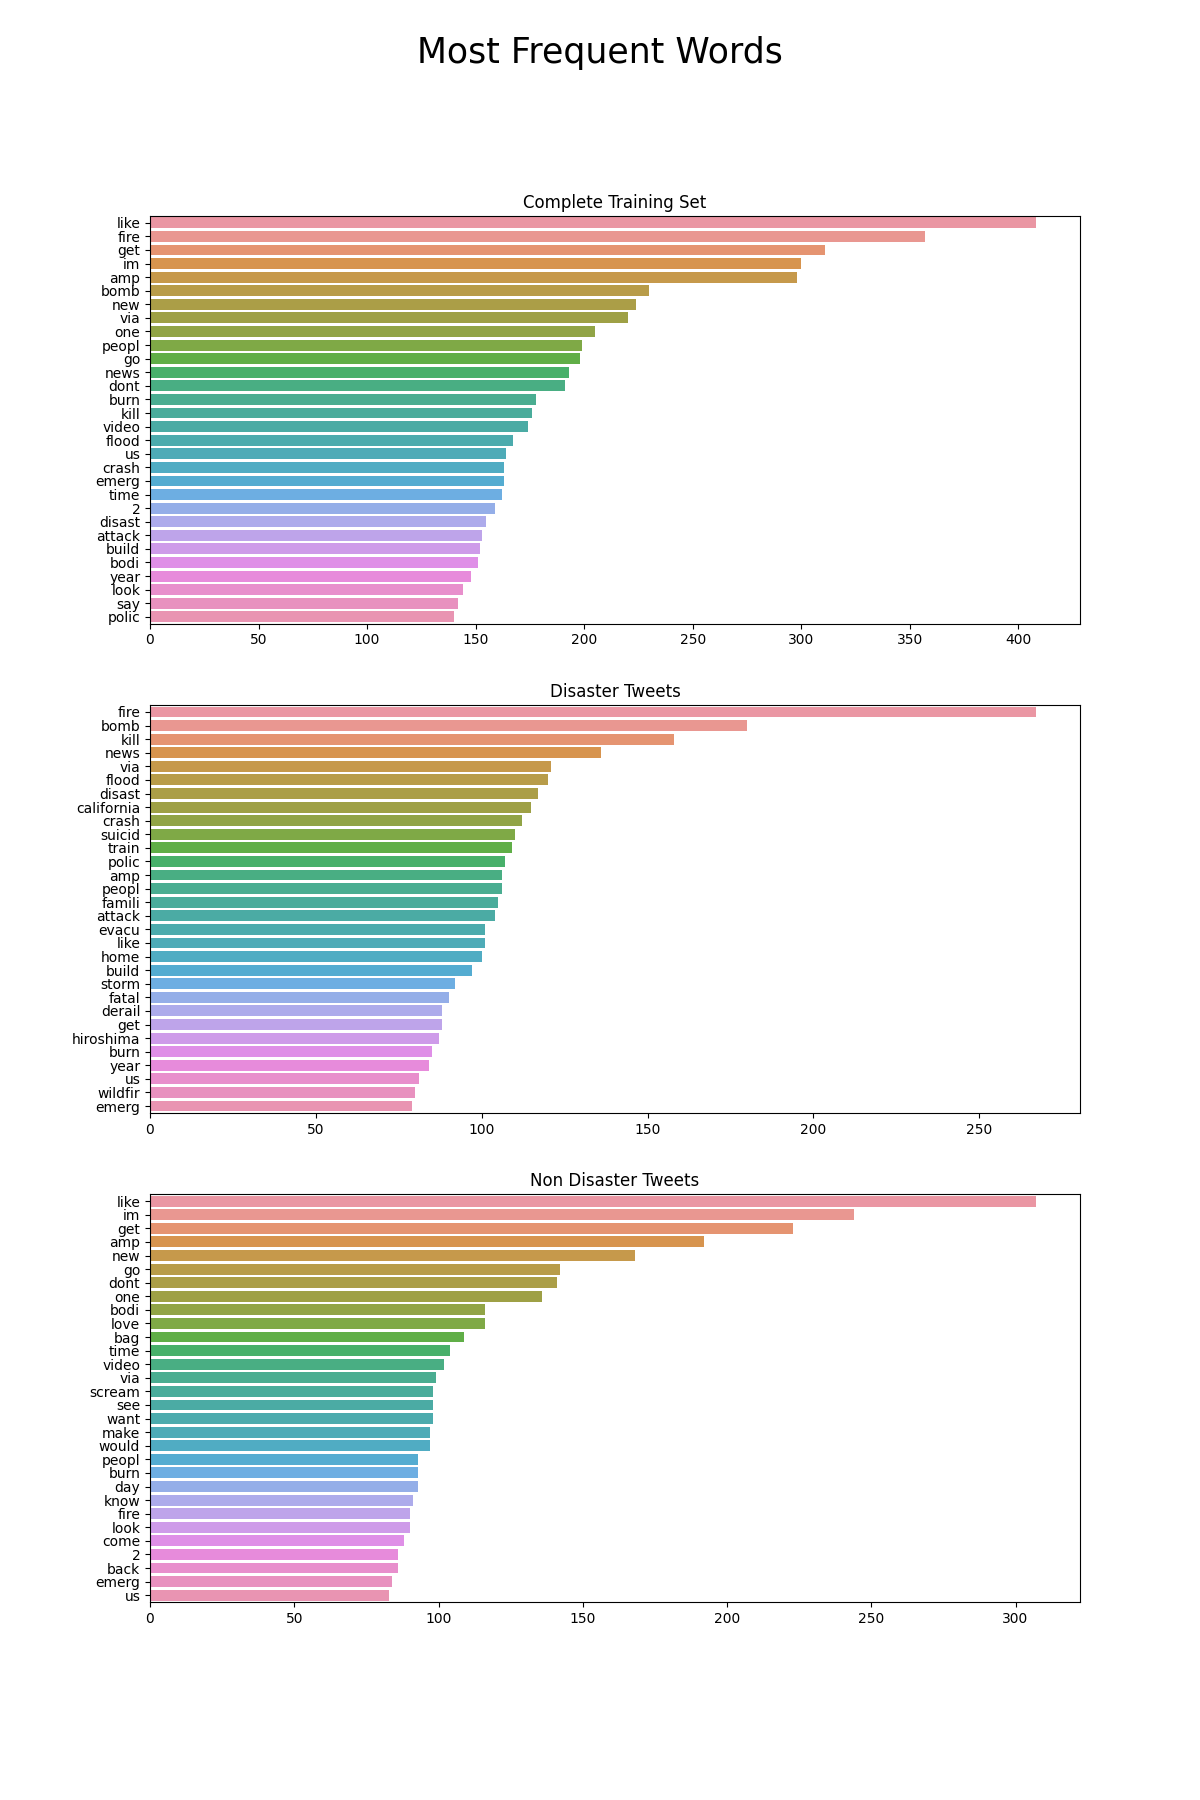 Most Frequent Words
Complete Training Set
like
fire
get
im
amp
bomb
new
via
one
peopl
go
news
dont
burn
kill
video
flood
us
crash
emerg
time
2
disast
attack
build
bodi
year
look
say
polic
0 50 100 150 200 250 300 350 400
Disaster Tweets
fire
bomb
kill
news
via
flood
disast
california
crash
suicid
train
polic
amp
peopl
famili
attack
evacu
like
home
build
storm
fatal
derail
get
hiroshima
burn
year
us
wildfir
emerg
0 50 100 150 200 250
Non Disaster Tweets
like
im
get
amp
new
go
dont
one
bodi
love
bag
time
video
via
scream
see
want
make
would
peopl
burn
day
know
fire
look
come
2
back
emerg
us
0 50 100 150 200 250 300